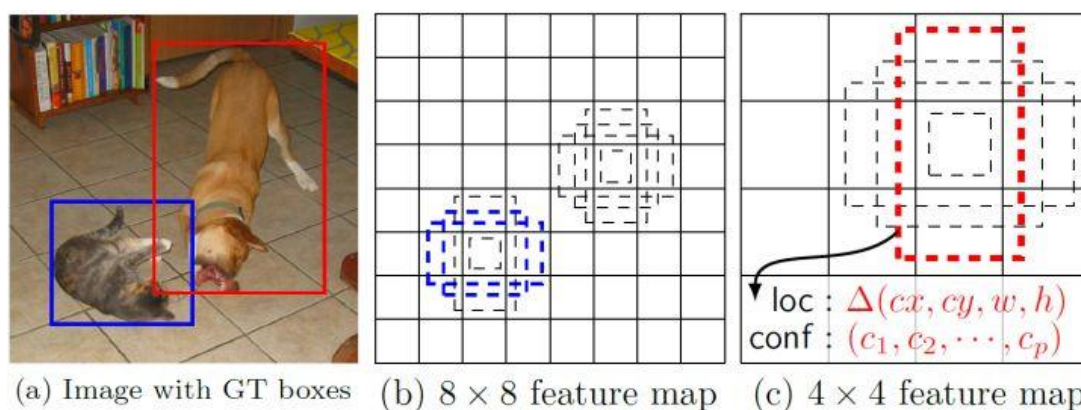 loc : Δ(cx, cy, w, h)
conf : (c₁, c₂, ⋯, cₚ)
(a) Image with GT boxes
(b) 8 × 8 feature map
(c) 4 × 4 feature map